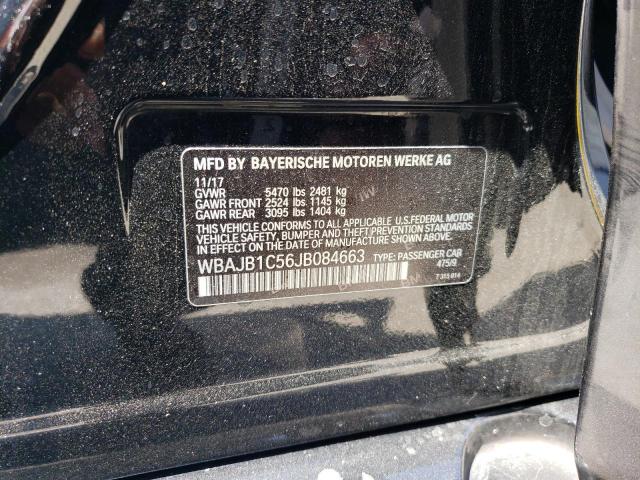 MFD BY BAYERISCHE MOTOREN WERKE AG
11/17
GVWR 5470 lbs 2481 kg
GAWR FRONT 2524 lbs 1145 kg
GAWR REAR 3095 lbs 1404 kg
THIS VEHICLE CONFORMS TO ALL APPLICABLE U.S.FEDERAL MOTOR
VEHICLE SAFETY, BUMPER, AND THEFT PREVENTION STANDARDS IN
EFFECT ON THE DATE OF MANUFACTURE SHOWN ABOVE.
WBAJB1C56JB084663 TYPE: PASSENGER CAR
475/9